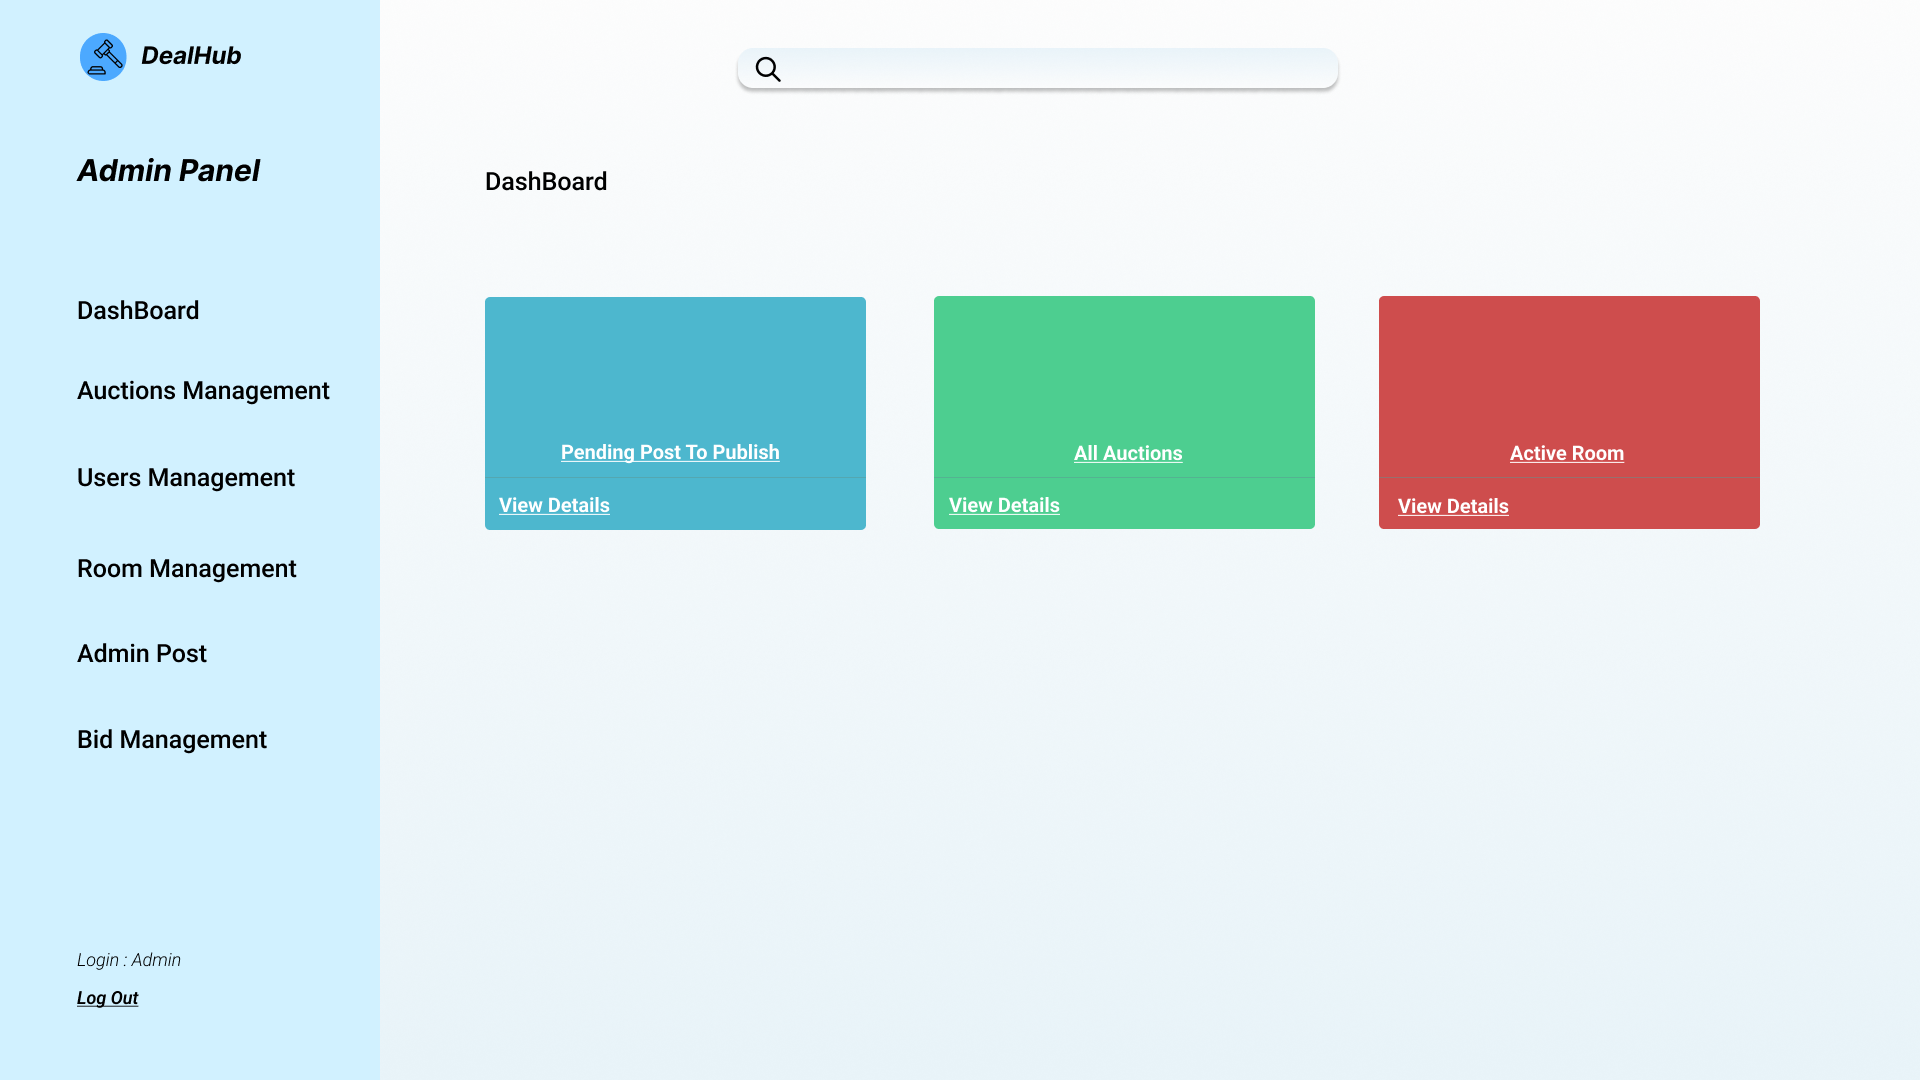 DealHub
Admin Panel
DashBoard
Auctions Management
Users Management
Room Management
Admin Post
Bid Management
Login : Admin
Log Out
DashBoard
Pending Post To Publish
View Details
All Auctions
View Details
Active Room
View Details